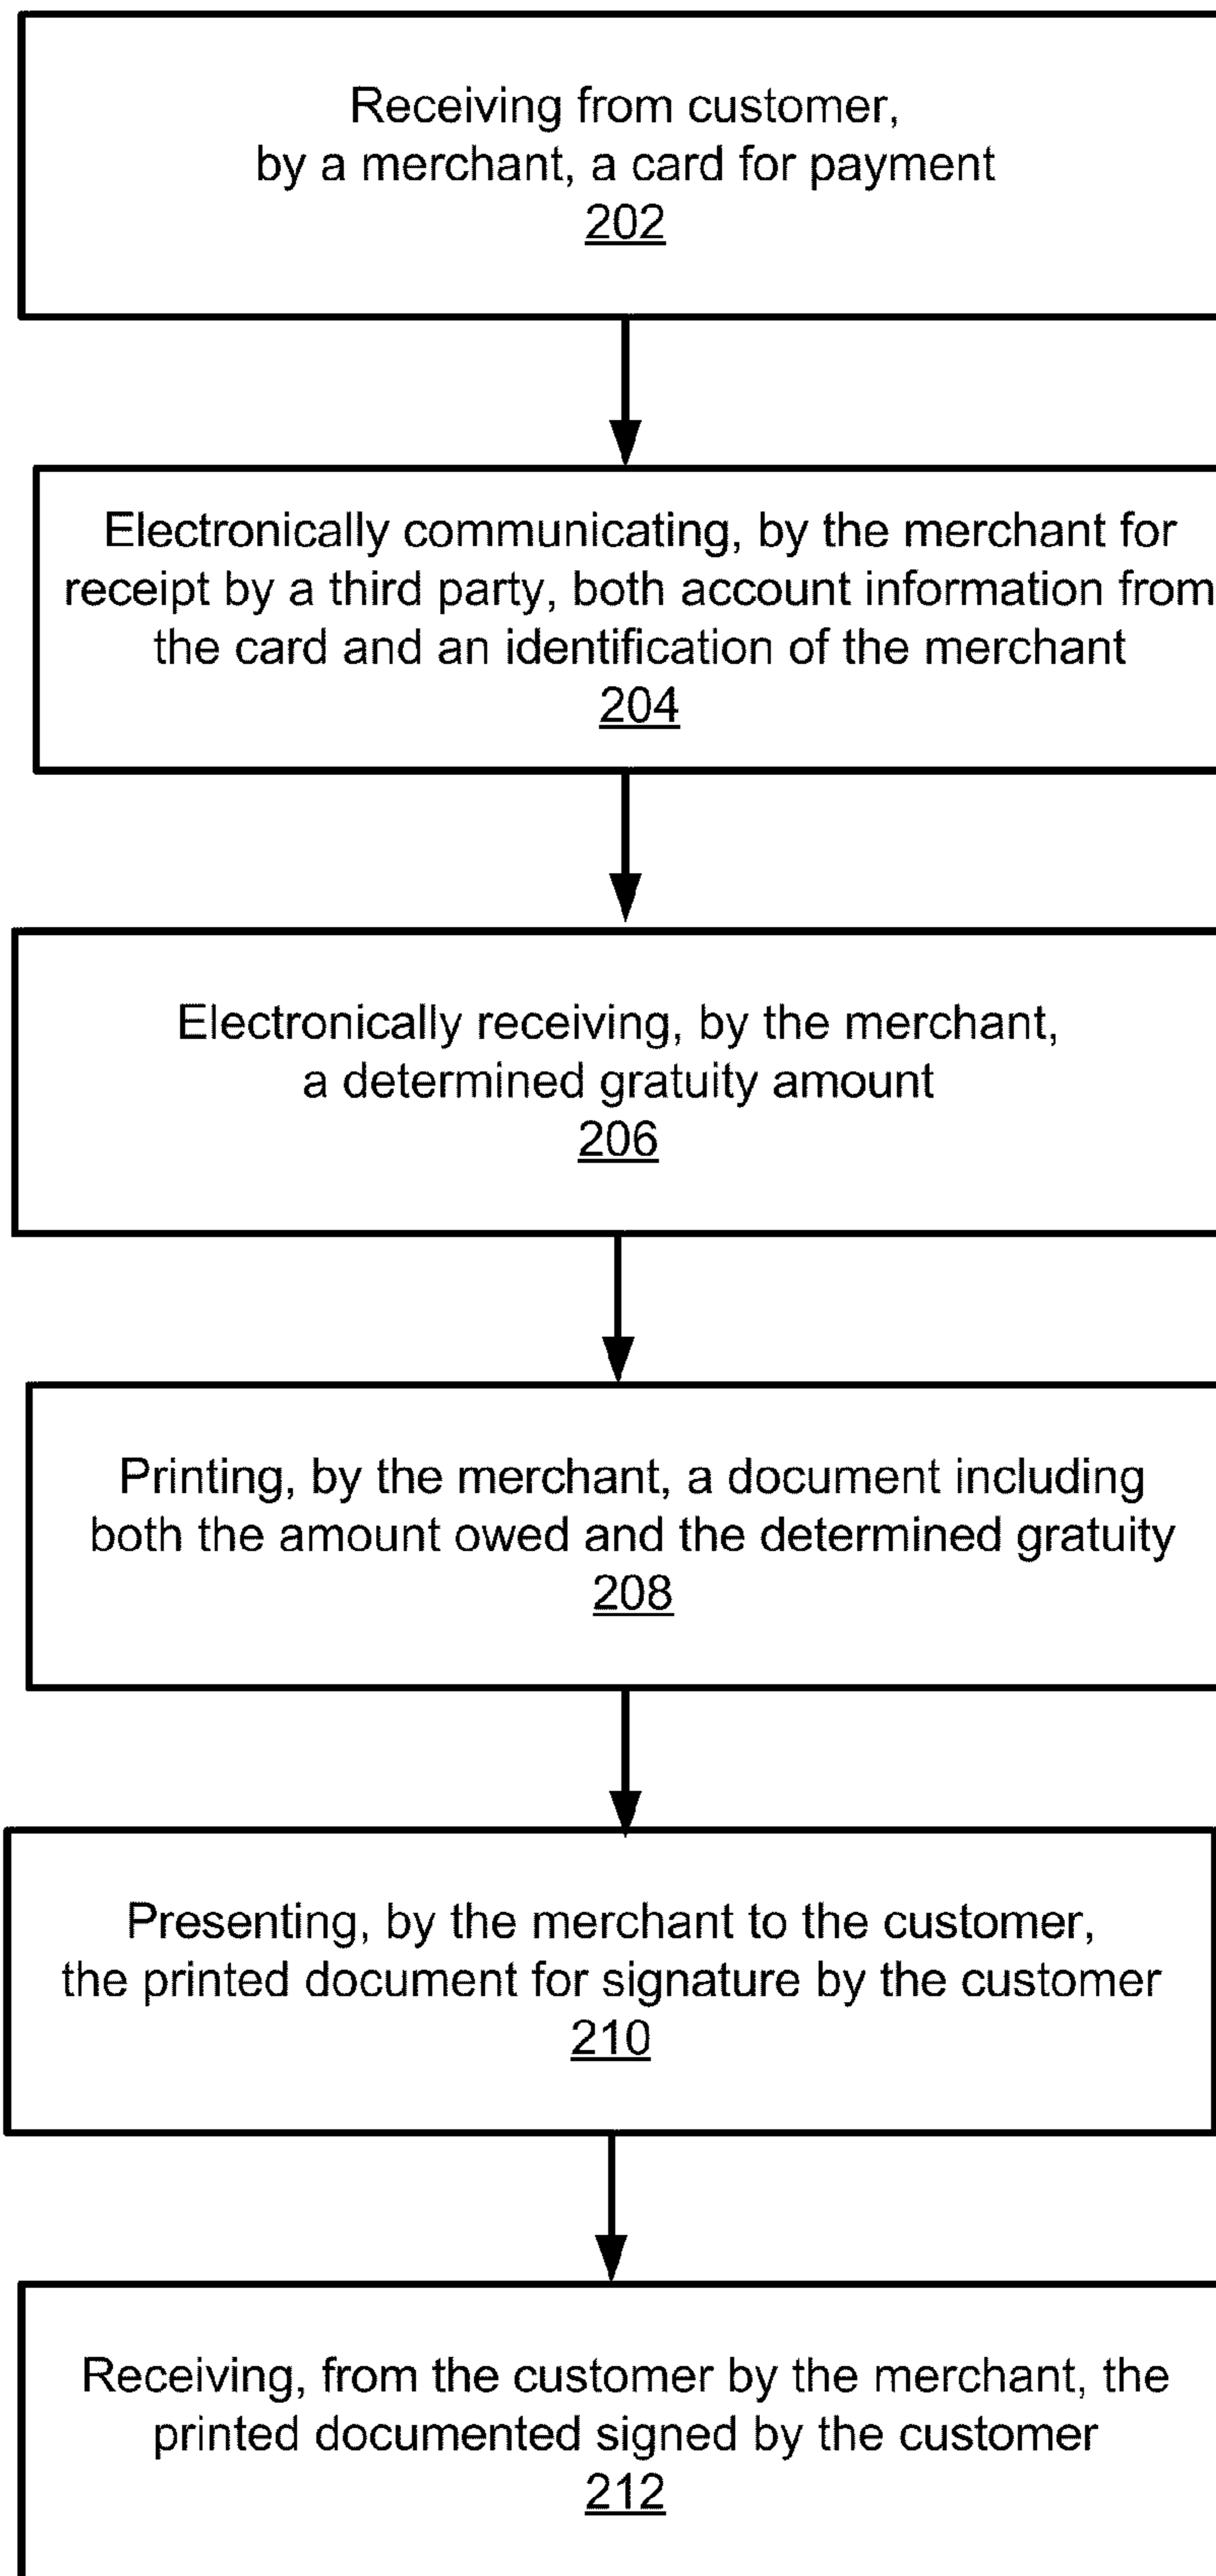 Receiving from customer,
by a merchant, a card for payment
202
Electronically communicating, by the merchant for
receipt by a third party, both account information from
the card and an identification of the merchant
204
Electronically receiving, by the merchant,
a determined gratuity amount
206
Printing, by the merchant, a document including
both the amount owed and the determined gratuity
208
Presenting, by the merchant to the customer,
the printed document for signature by the customer
210
Receiving, from the customer by the merchant, the
printed documented signed by the customer
212